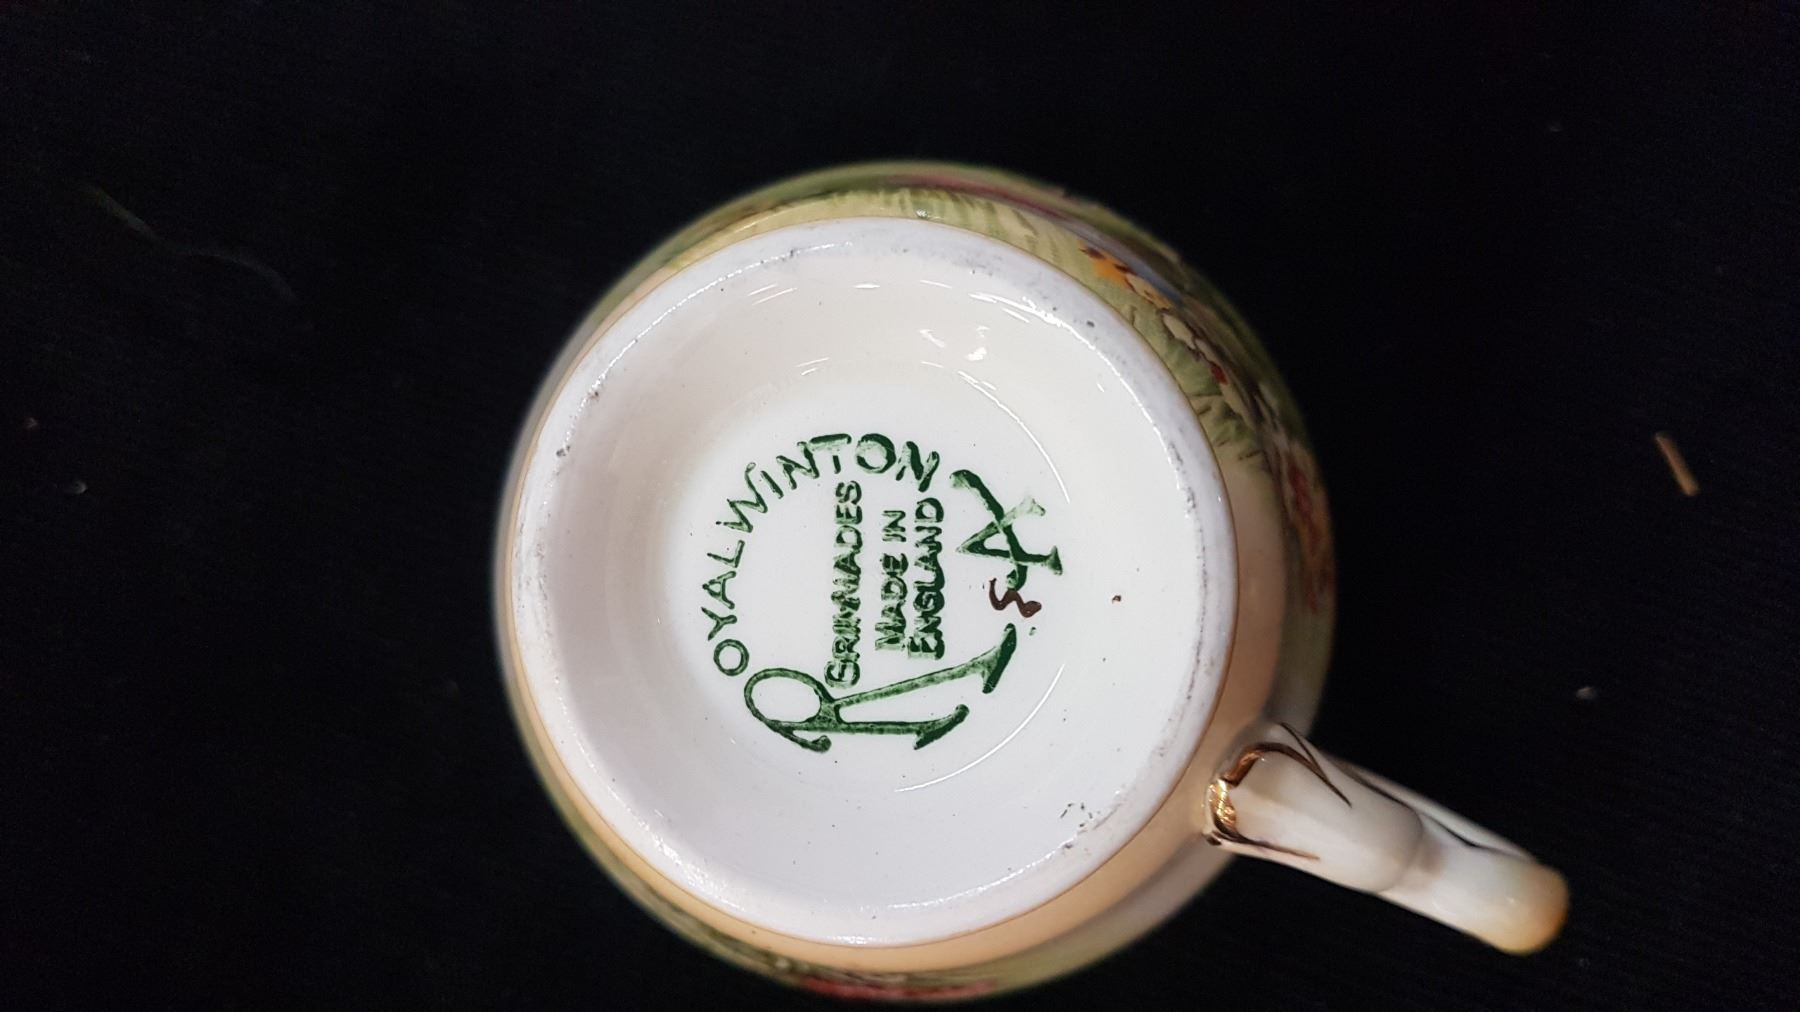 ROYAL WINTON
GRIMWADES
MADE IN
ENGLAND